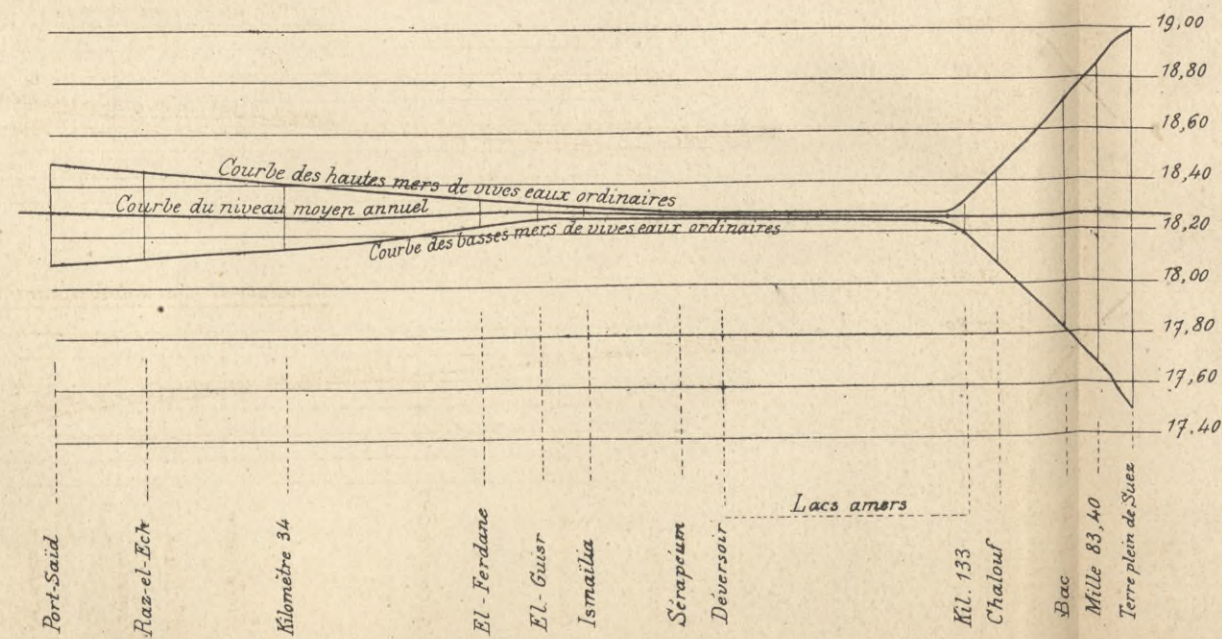 19,00
18,80
18,60
18,40
18,20
18,00
17,80
17,60
17.40
Courbe des hautes mers de vives eaux ordinaires
Courbe du niveau moyen annuel
Courbe des basses mers de vives eaux ordinaires
Lacs amers
Port-Saïd
Raz-el-Ech
Kilomètre 34
El-Ferdane
El-Guisr
Ismaïlia
Sérapéum
Déversoir
Kil. 133
Chalouf
Bac
Mille 83,40
Terre plein de Suez